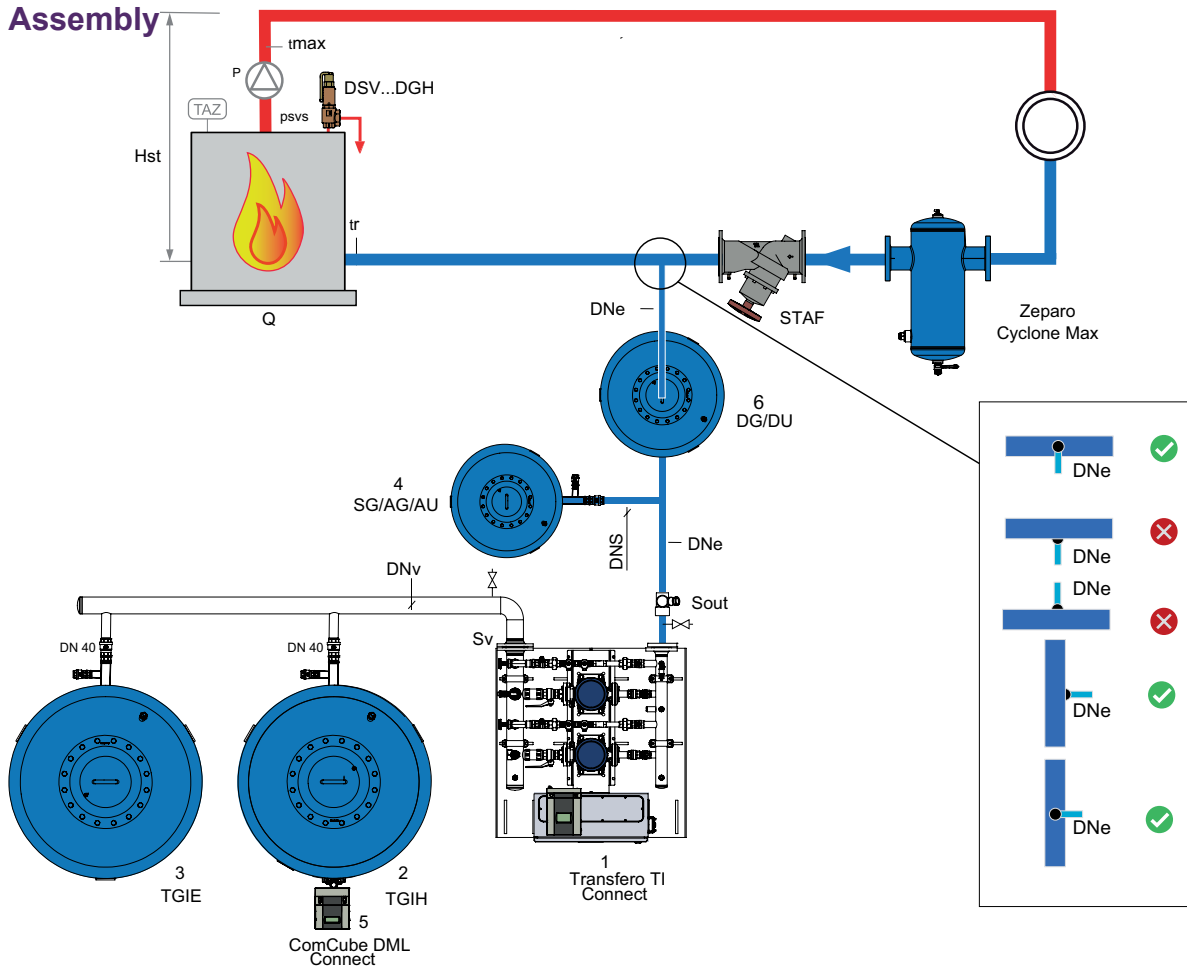 Assembly
tmax
P
DSV...DGH
TAZ
psvs
Hst
tr
Q
DNe
STAF
Zeparo
Cyclone Max
6
DG/DU
4
SG/AG/AU
DNS
DNe
DNv
Sout
Sv
DN 40
DN 40
3
TGIE
2
TGIH
5
ComCube DML
Connect
1
Transfero TI
Connect
DNe
DNe
DNe
DNe
DNe